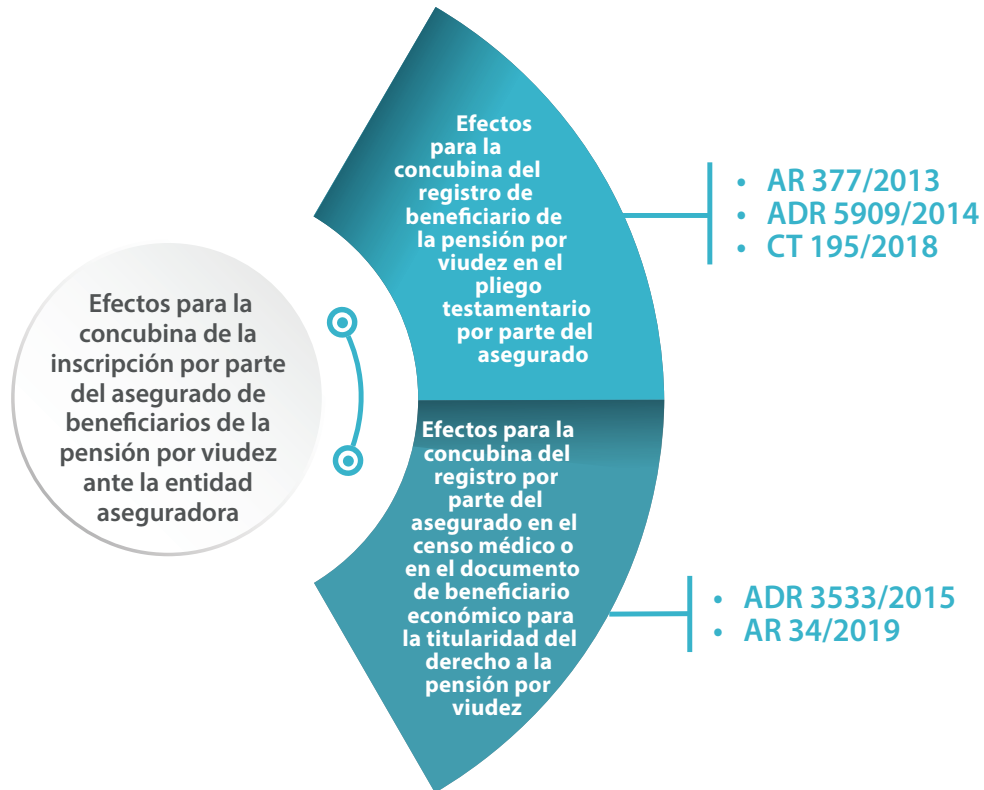 Efectos para la
concubina de la
inscripción por parte
del asegurado de
beneficiarios de la
pensión por viudez
ante la entidad
aseguradora
Efectos
para la
concubina del
registro de
beneficiario de
la pensión por
viudez en el
pliego
testamentario
por parte del
asegurado
• AR 377/2013
• ADR 5909/2014
• CT 195/2018
Efectos para la
concubina del
registro por
parte del
asegurado en el
censo médico o
en el documento
de beneficiario
económico para
la titularidad del
derecho a la
pensión por
viudez
• ADR 3533/2015
• AR 34/2019